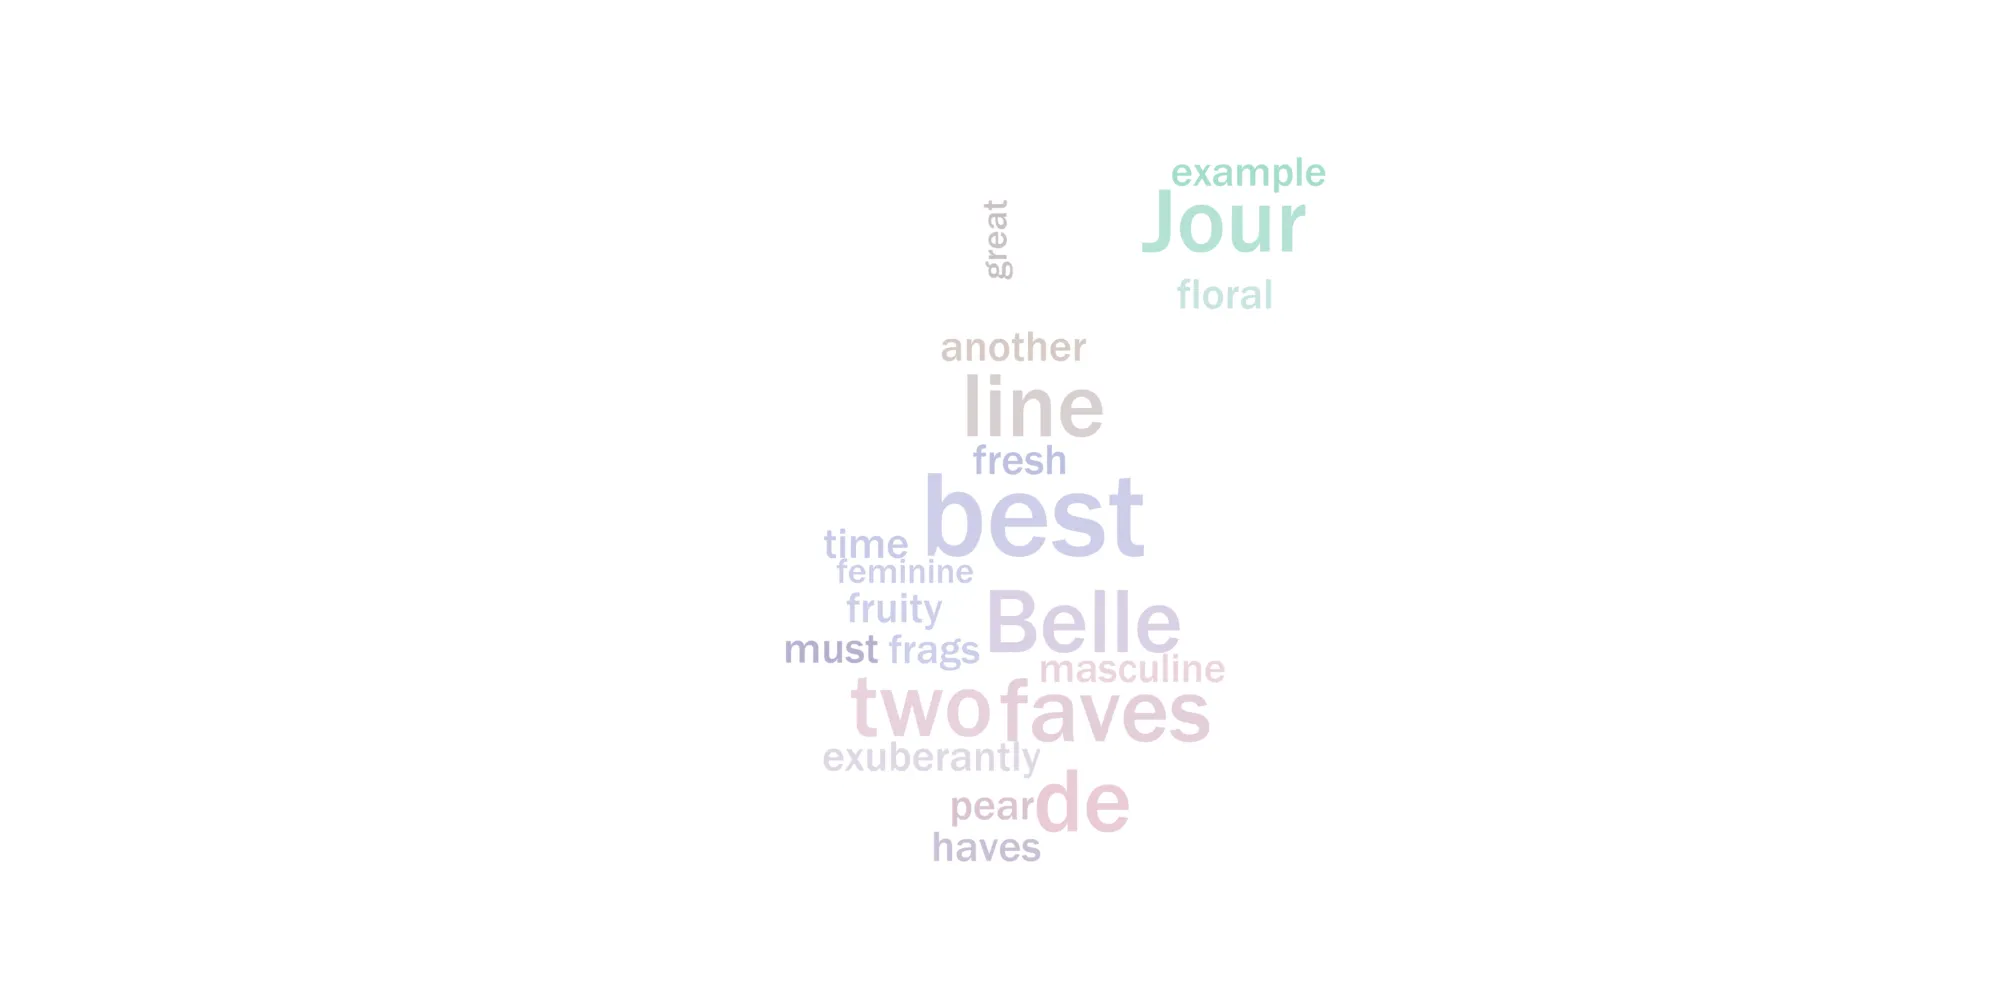 example
Jour
great
floral
another
line
fresh
best
time
feminine
fruity
Belle
must frags
masculine
two faves
exuberantly
de
pear
haves